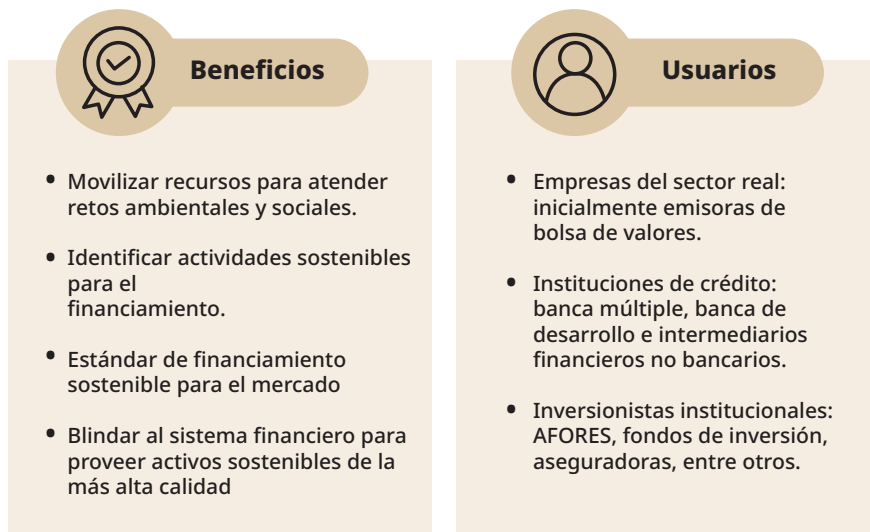 Beneficios
• Movilizar recursos para atender
retos ambientales y sociales.
• Identificar actividades sostenibles
para el
financiamiento.
• Estándar de financiamiento
sostenible para el mercado
• Blindar al sistema financiero para
proveer activos sostenibles de la
más alta calidad
Usuarios
• Empresas del sector real:
inicialmente emisoras de
bolsa de valores.
• Instituciones de crédito:
banca múltiple, banca de
desarrollo e intermediarios
financieros no bancarios.
• Inversionistas institucionales:
AFORES, fondos de inversión,
aseguradoras, entre otros.